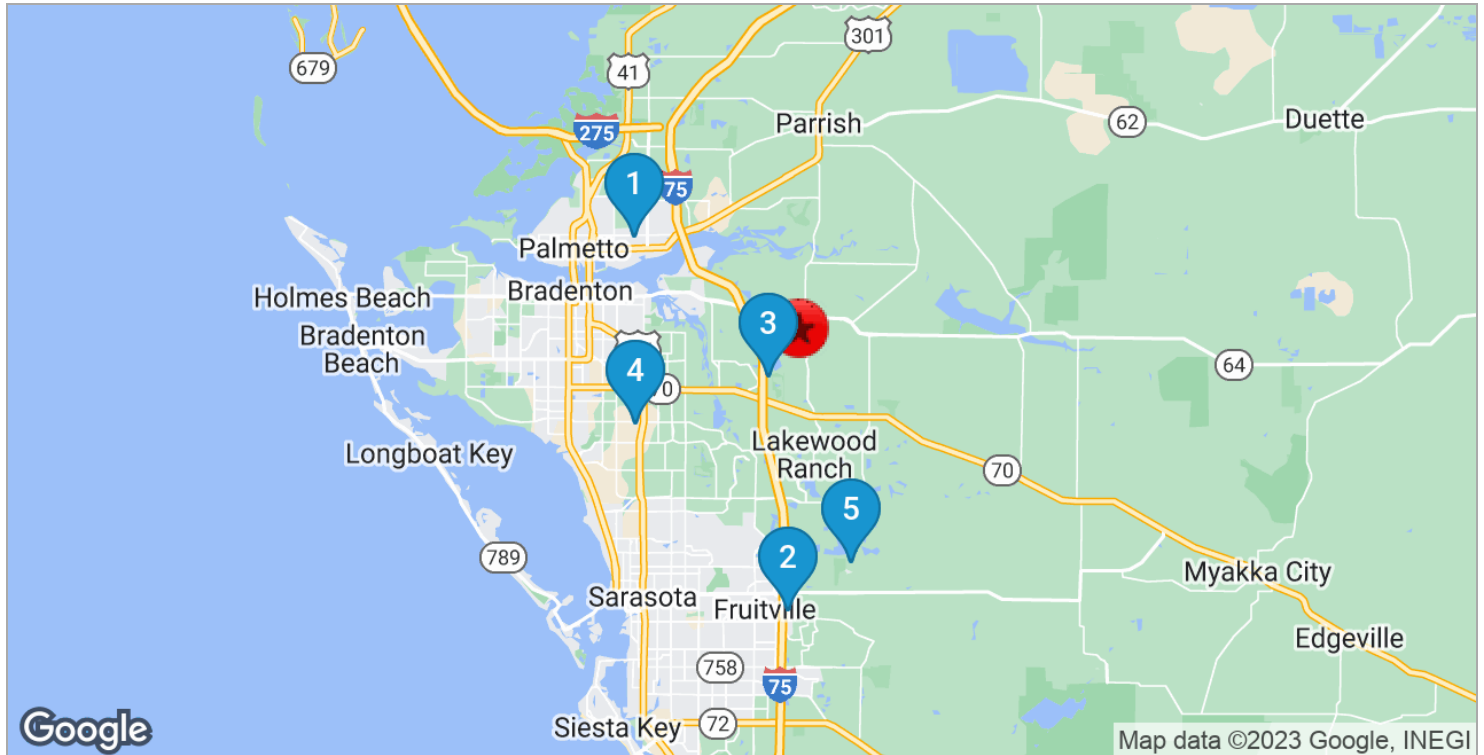 301
679
41
Parrish
62
Duette
275
1
75
Palmetto
Bradenton
Holmes Beach
Bradenton
Beach
3
4
64
Lakewood
Ranch
Longboat Key
70
5
2
789
Myakka City
Sarasota
Fruitville
Edgeville
758
75
Siesta Key
72
Google
Map data ©2023 Google, INEGI